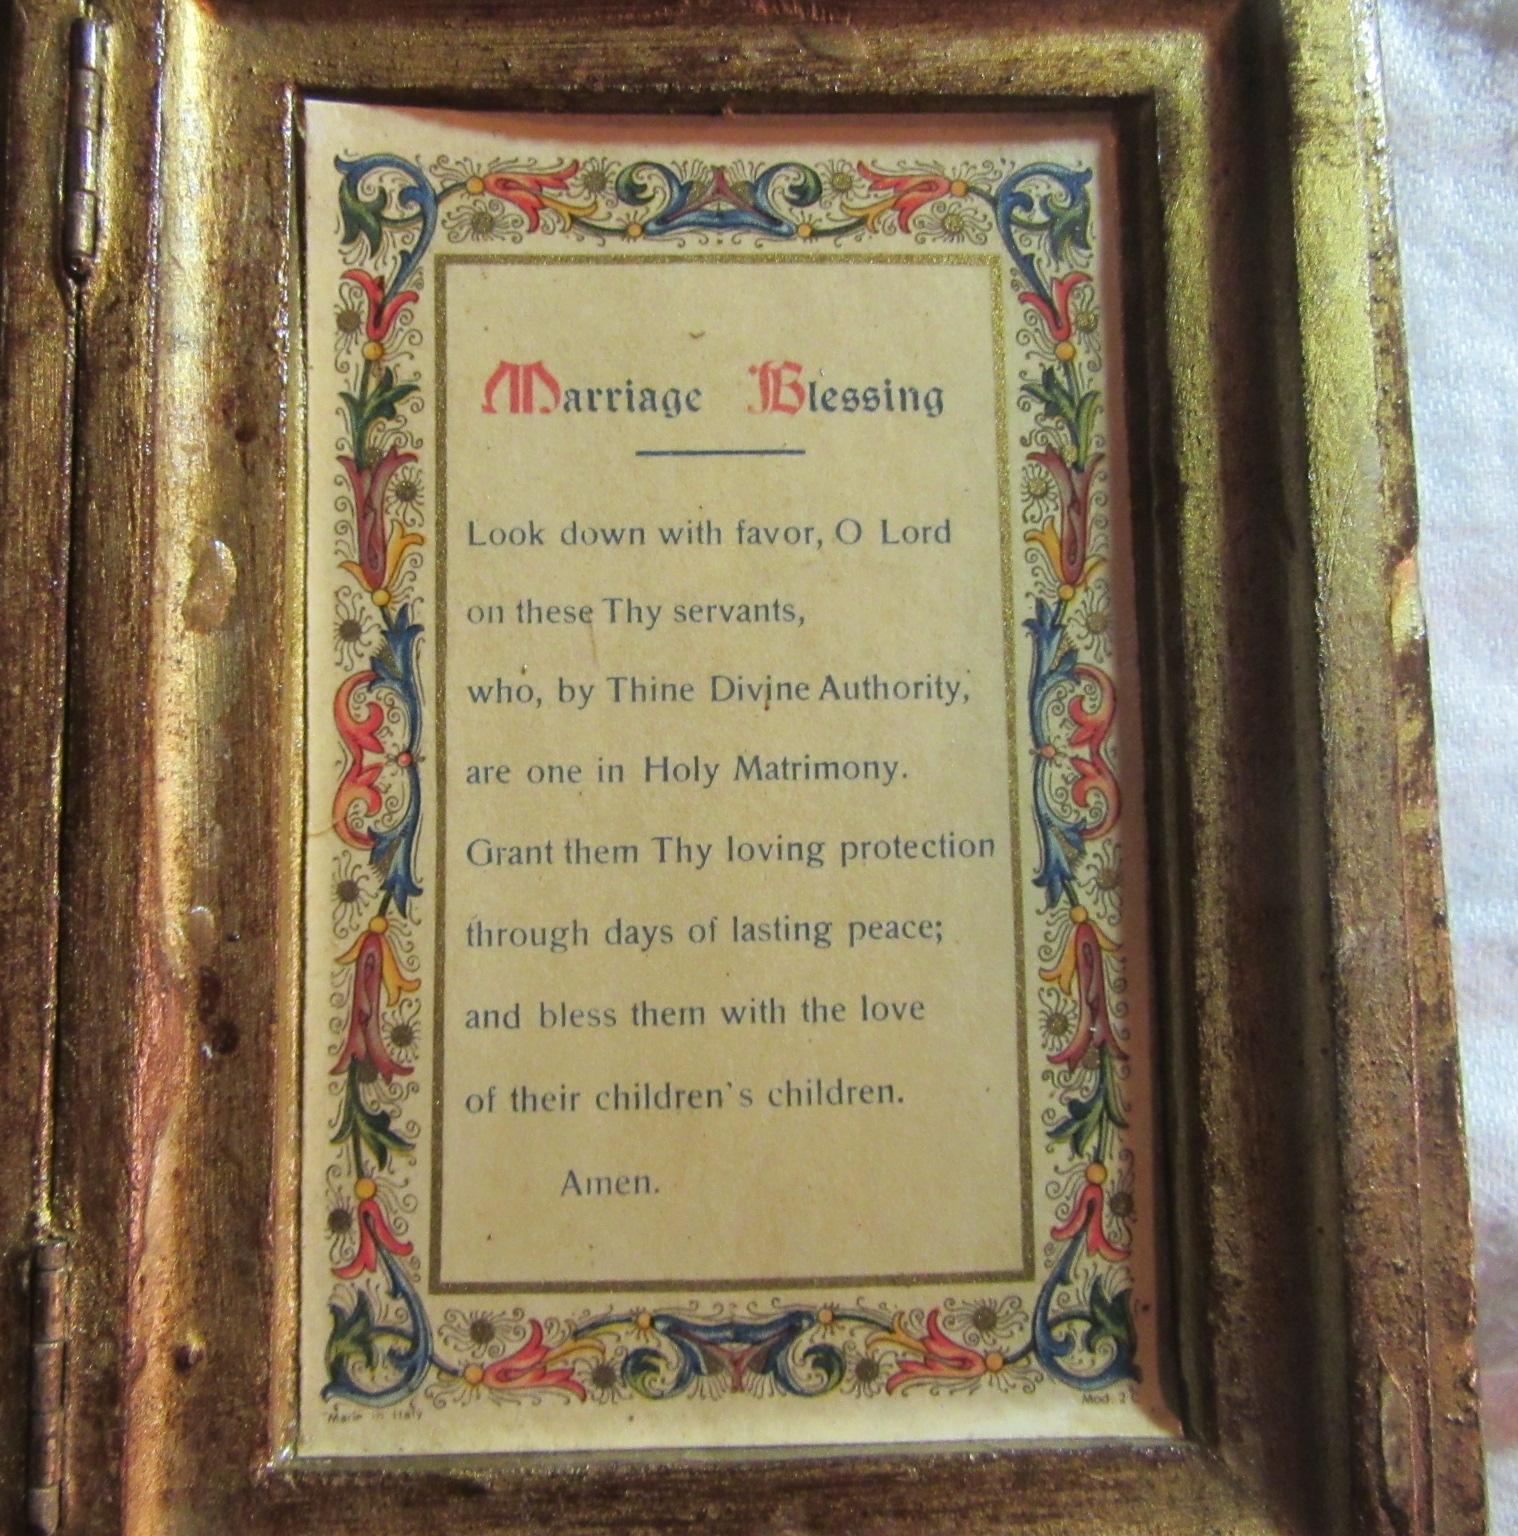 Marriage Blessing
Look down with favor, O Lord
on these Thy servants,
who, by Thine Divine Authority,
are one in Holy Matrimony.
Grant them Thy loving protection
through days of lasting peace;
and bless them with the love
of their children's children.
Amen.
Made in Italy
Mod. 2